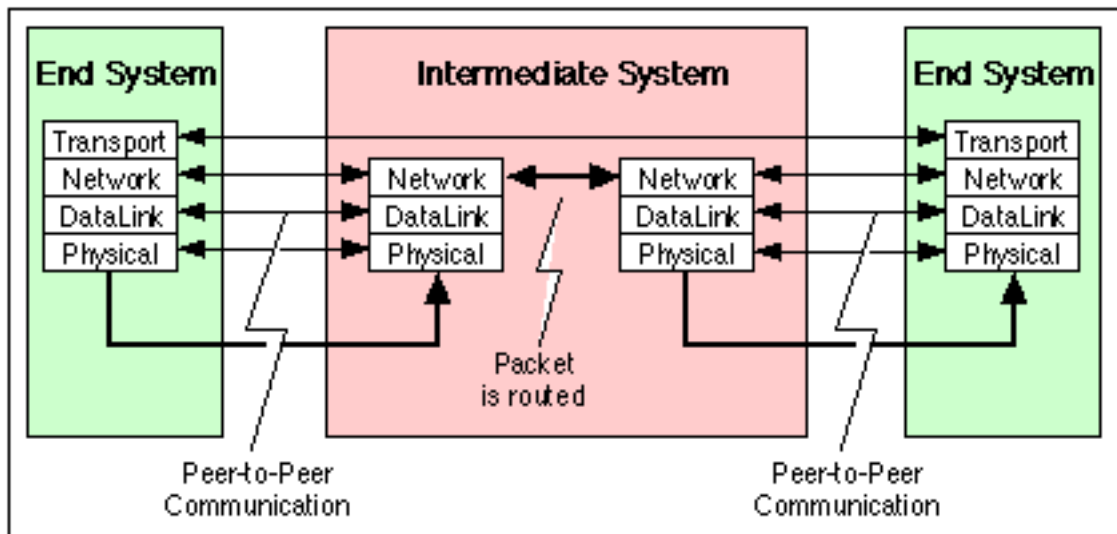 End System
Transport
Network
DataLink
Physical
Intermediate System
Network
DataLink
Physical
Network
DataLink
Physical
Packet
is routed
End System
Transport
Network
DataLink
Physical
Peer-to-Peer
Communication
Peer-to-Peer
Communication